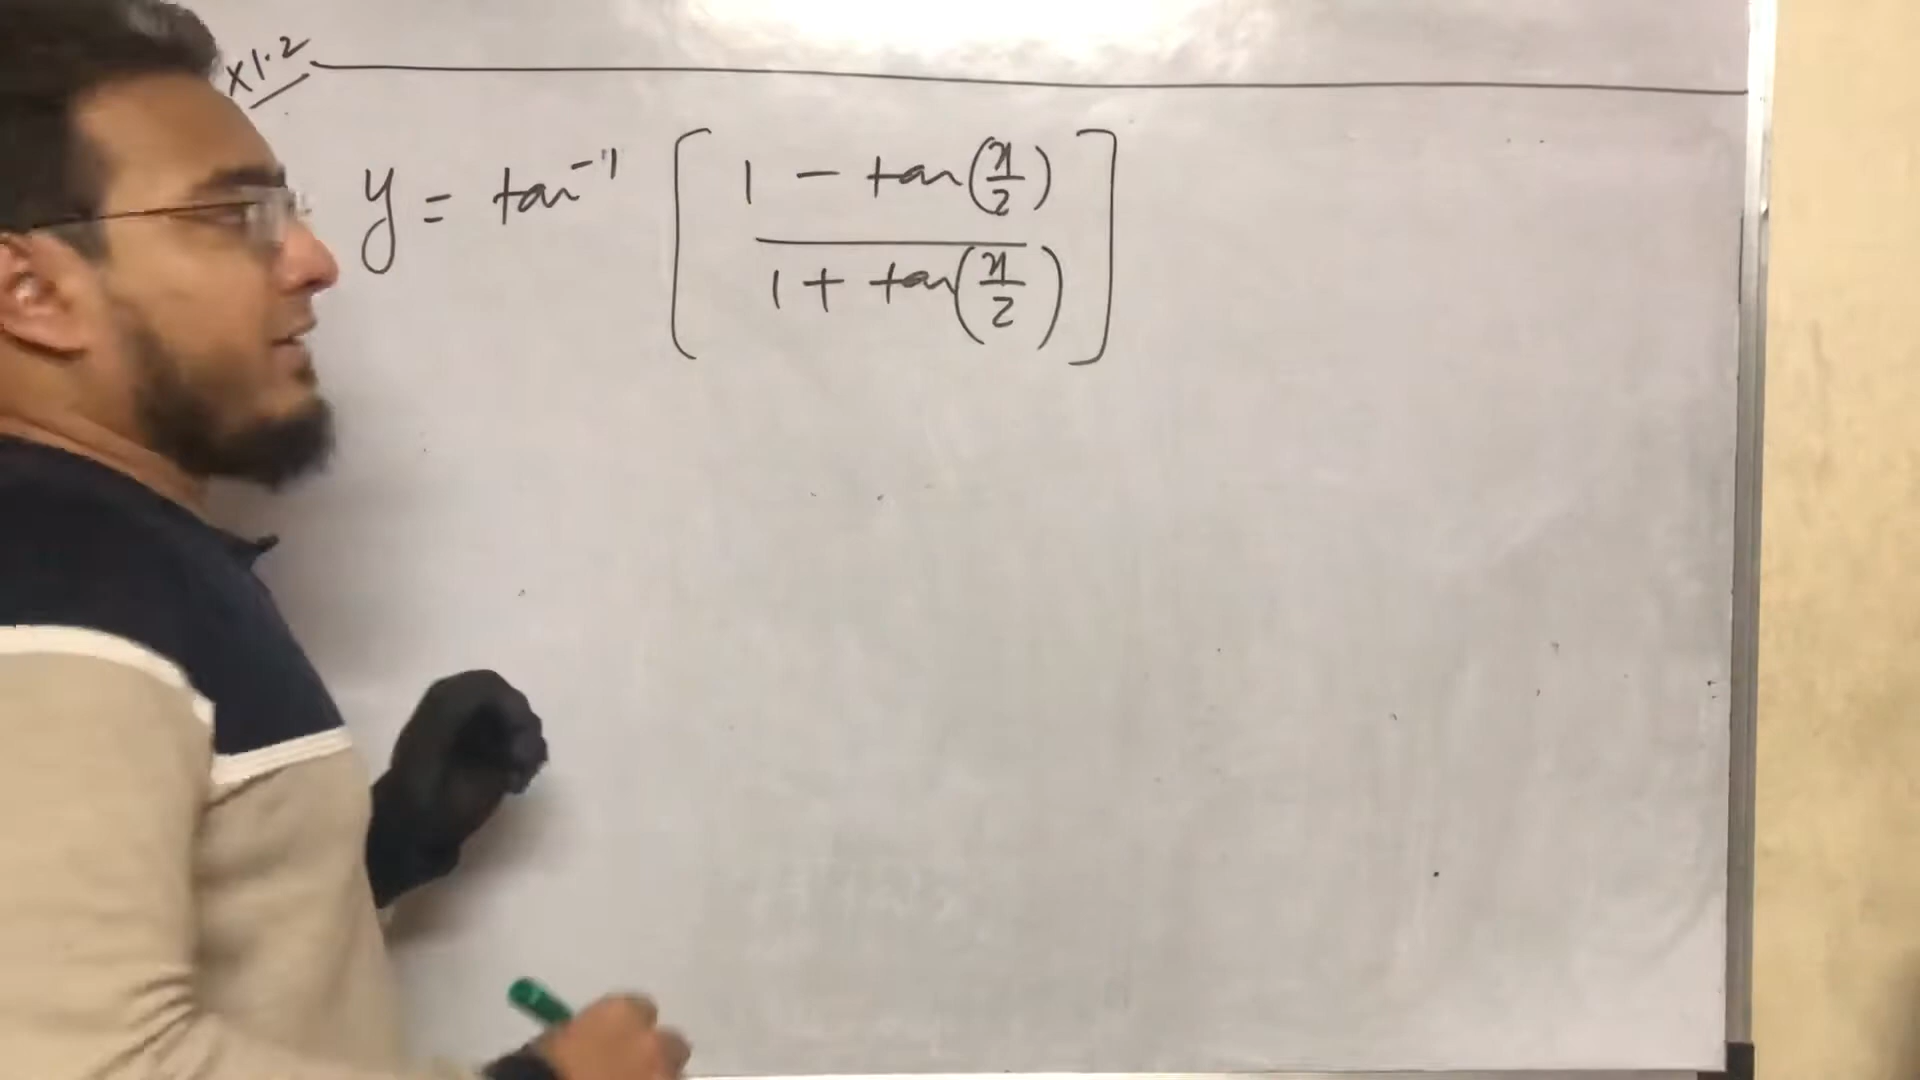 x1.2
y = tan⁻¹ [ (1 - tan(x/2)) / (1 + tan(x/2)) ]